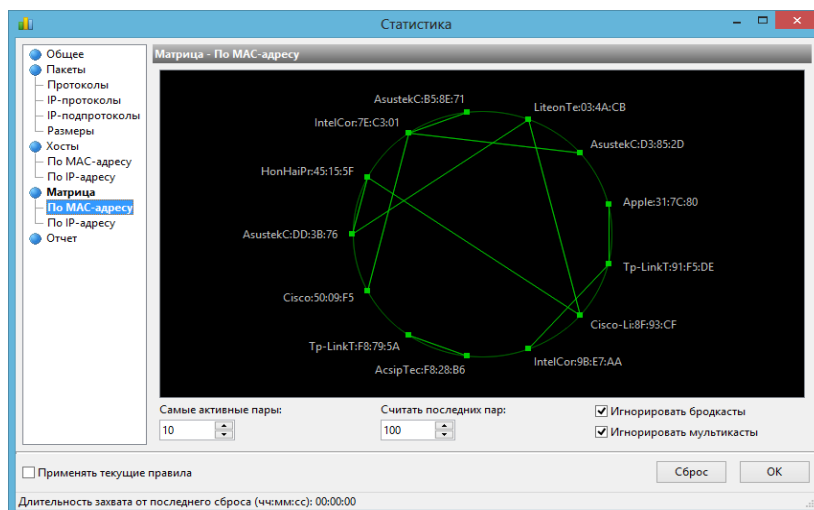 Статистика
Общее
Пакеты
Протоколы
IP-протоколы
IP-подпротоколы
Размеры
Хосты
По MAC-адресу
По IP-адресу
Матрица
По MAC-адресу
По IP-адресу
Отчет
Матрица - По MAC-адресу
AsustekC:B5:8E:71
LiteonTe:03:4A:CB
IntelCor:7E:C3:01
AsustekC:D3:85:2D
HonHaiPr:45:15:5F
Apple:31:7C:80
AsustekC:DD:3B:76
Tp-LinkT:91:F5:DE
Cisco:50:09:F5
Cisco-Li:8F:93:CF
Tp-LinkT:F8:79:5A
IntelCor:9B:E7:AA
AcsipTec:F8:28:B6
Самые активные пары:
10
Считать последних пар:
100
Игнорировать бродкасты
Игнорировать мультикасты
Применять текущие правила
Сброс
OK
Длительность захвата от последнего сброса (чч:мм:сс): 00:00:00